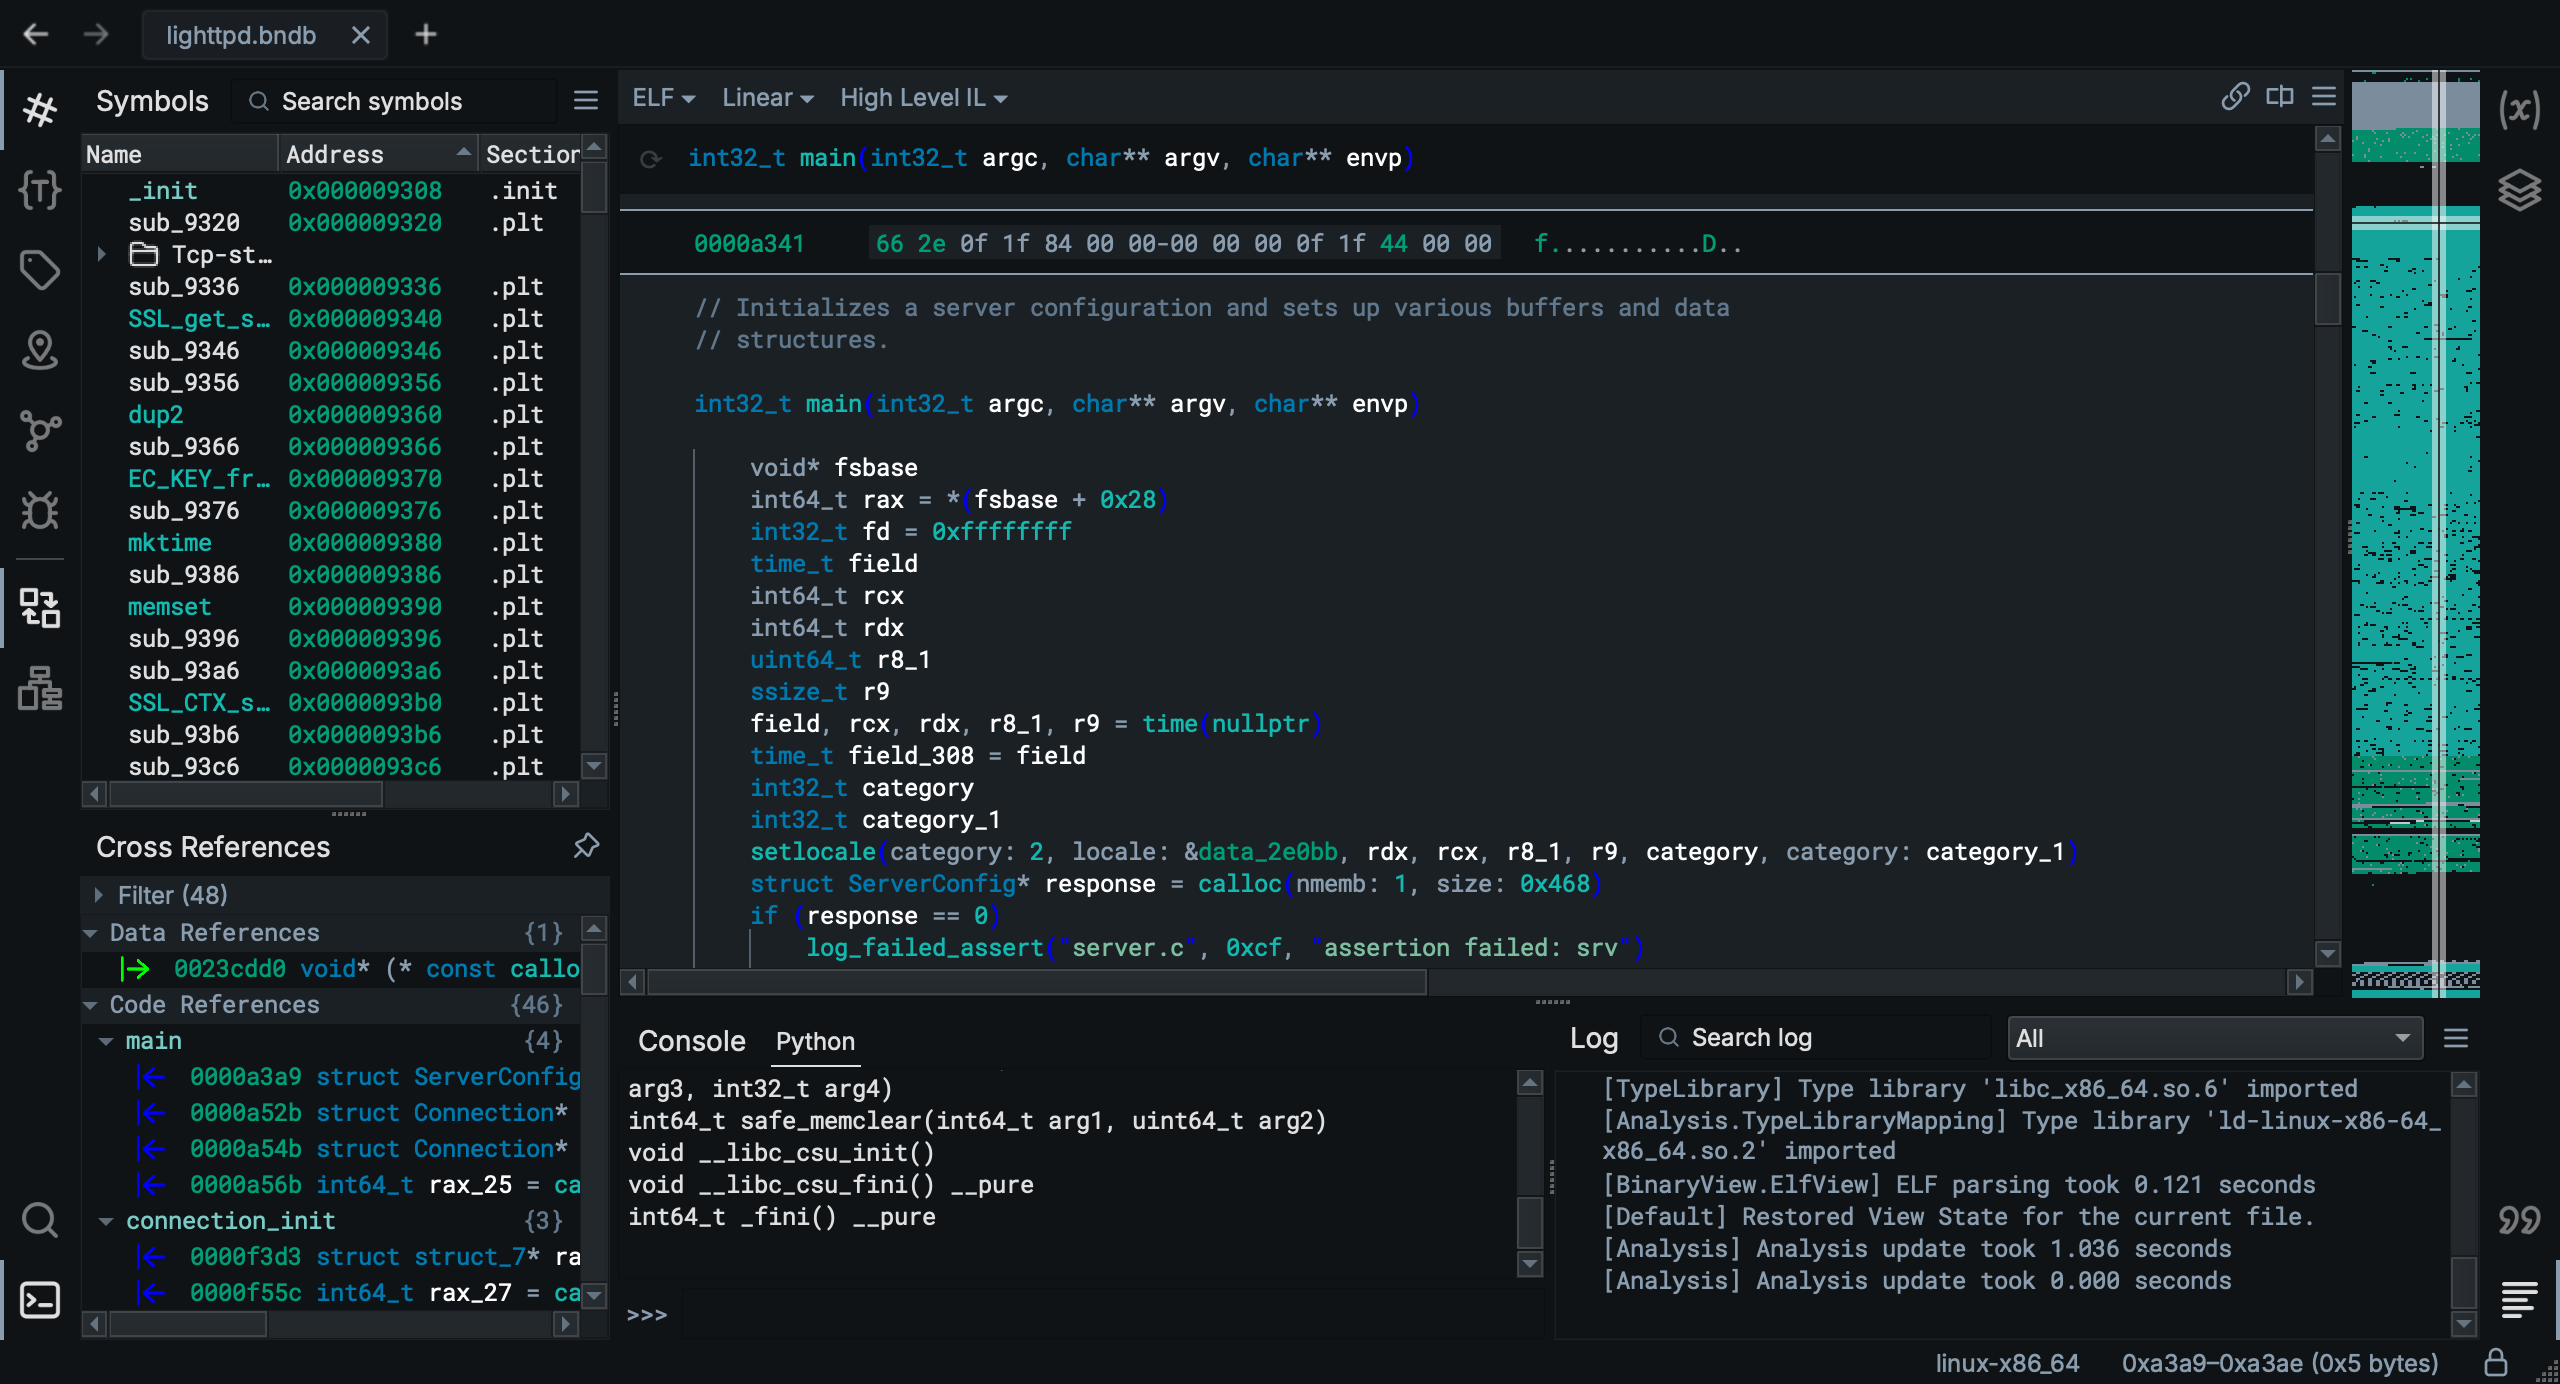 lighttpd.bndb
Symbols
Search symbols
Name Address Section
_init 0x000009308 .init
sub_9320 0x000009320 .plt
Tcp-st…
sub_9336 0x000009336 .plt
SSL_get_s… 0x000009340 .plt
sub_9346 0x000009346 .plt
sub_9356 0x000009356 .plt
dup2 0x000009360 .plt
sub_9366 0x000009366 .plt
EC_KEY_fr… 0x000009370 .plt
sub_9376 0x000009376 .plt
mktime 0x000009380 .plt
sub_9386 0x000009386 .plt
memset 0x000009390 .plt
sub_9396 0x000009396 .plt
sub_93a6 0x0000093a6 .plt
SSL_CTX_s… 0x0000093b0 .plt
sub_93b6 0x0000093b6 .plt
sub_93c6 0x0000093c6 .plt
Cross References
Filter (48)
Data References {1}
0023cdd0 void* (* const callo
Code References {46}
main {4}
0000a3a9 struct ServerConfig
0000a52b struct Connection*
0000a54b struct Connection*
0000a56b int64_t rax_25 = ca
connection_init {3}
0000f3d3 struct struct_7* ra
0000f55c int64_t rax_27 = ca
ELF Linear High Level IL
int32_t main(int32_t argc, char** argv, char** envp)
0000a341 66 2e 0f 1f 84 00 00-00 00 00 0f 1f 44 00 00 f...........D..
// Initializes a server configuration and sets up various buffers and data
// structures.
int32_t main(int32_t argc, char** argv, char** envp)
void* fsbase
int64_t rax = *(fsbase + 0x28)
int32_t fd = 0xffffffff
time_t field
int64_t rcx
int64_t rdx
uint64_t r8_1
ssize_t r9
field, rcx, rdx, r8_1, r9 = time(nullptr)
time_t field_308 = field
int32_t category
int32_t category_1
setlocale(category: 2, locale: &data_2e0bb, rdx, rcx, r8_1, r9, category, category: category_1)
struct ServerConfig* response = calloc(nmemb: 1, size: 0x468)
if (response == 0)
log_failed_assert("server.c", 0xcf, "assertion failed: srv")
Console Python
arg3, int32_t arg4)
int64_t safe_memclear(int64_t arg1, uint64_t arg2)
void __libc_csu_init()
void __libc_csu_fini() __pure
int64_t _fini() __pure
>>>
Log
Search log
All
[TypeLibrary] Type library 'libc_x86_64.so.6' imported
[Analysis.TypeLibraryMapping] Type library 'ld-linux-x86-64_
x86_64.so.2' imported
[BinaryView.ElfView] ELF parsing took 0.121 seconds
[Default] Restored View State for the current file.
[Analysis] Analysis update took 1.036 seconds
[Analysis] Analysis update took 0.000 seconds
linux-x86_64 0xa3a9–0xa3ae (0x5 bytes)